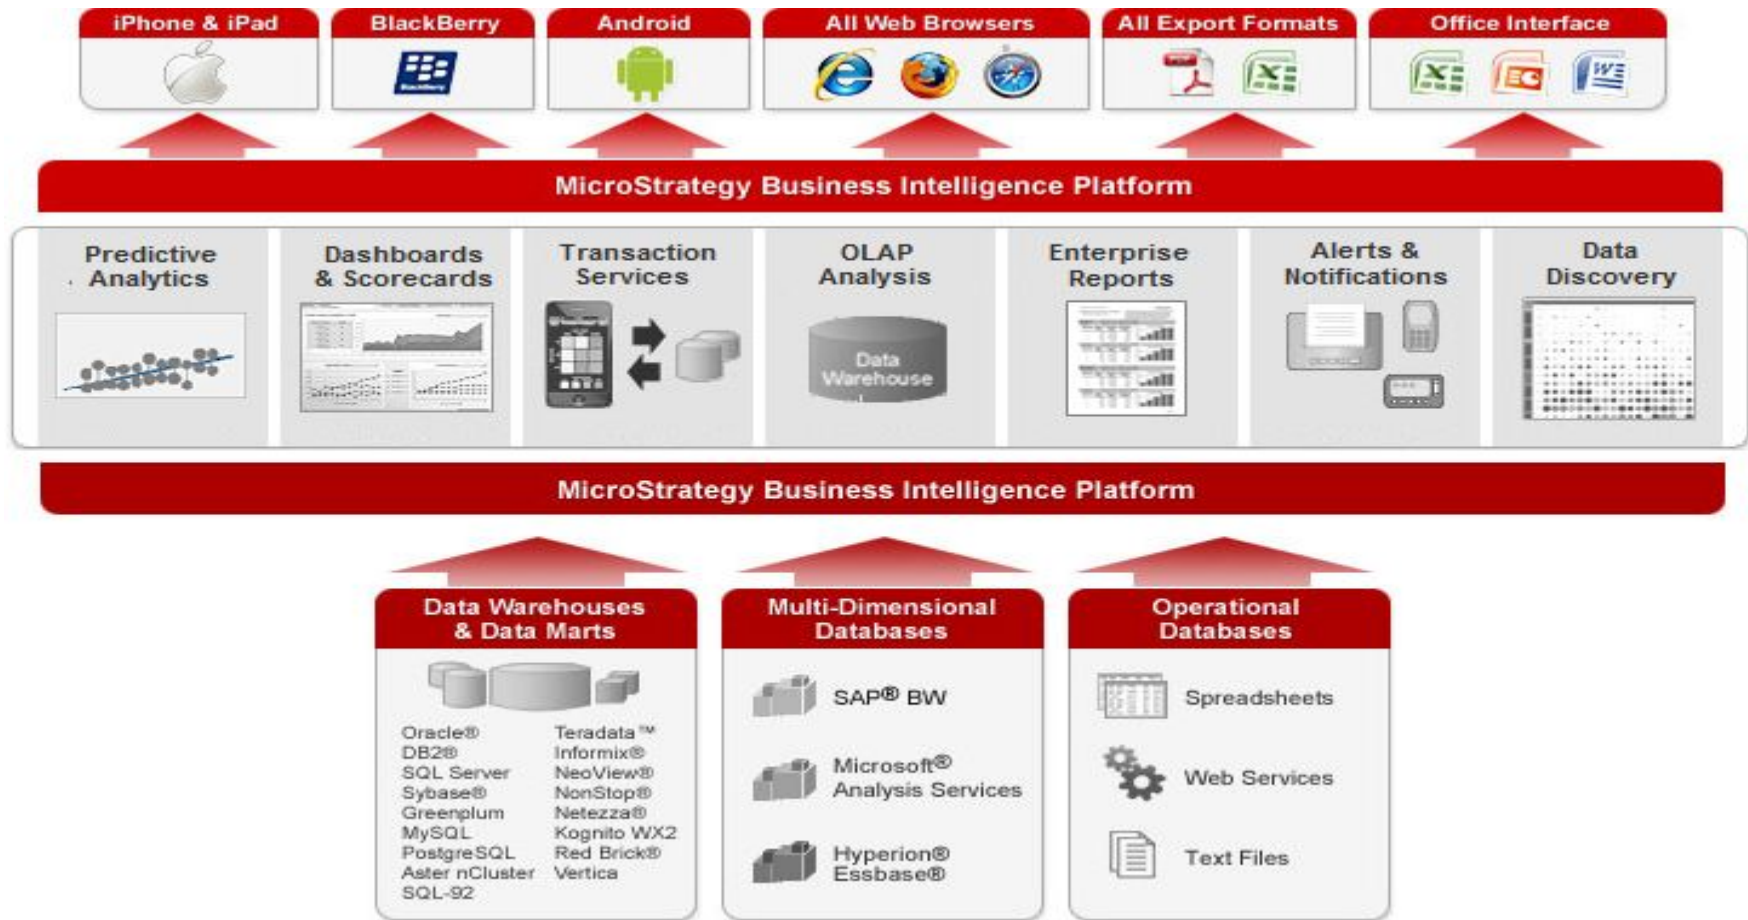 iPhone & iPad
BlackBerry
Android
All Web Browsers
All Export Formats
Office Interface
BlackBerry
MicroStrategy Business Intelligence Platform
Predictive
Analytics
Dashboards
& Scorecards
Transaction
Services
OLAP
Analysis
Data
Warehouse
Enterprise
Reports
Alerts &
Notifications
Data
Discovery
MicroStrategy Business Intelligence Platform
Data Warehouses
& Data Marts
Oracle®
DB2®
SQL Server
Sybase®
Greenplum
MySQL
PostgreSQL
Aster nCluster
SQL-92
Teradata™
Informix®
NeoView®
NonStop®
Netezza®
Kognito WX2
Red Brick®
Vertica
Multi-Dimensional
Databases
SAP® BW
Microsoft®
Analysis Services
Hyperion®
Essbase®
Operational
Databases
Spreadsheets
Web Services
Text Files